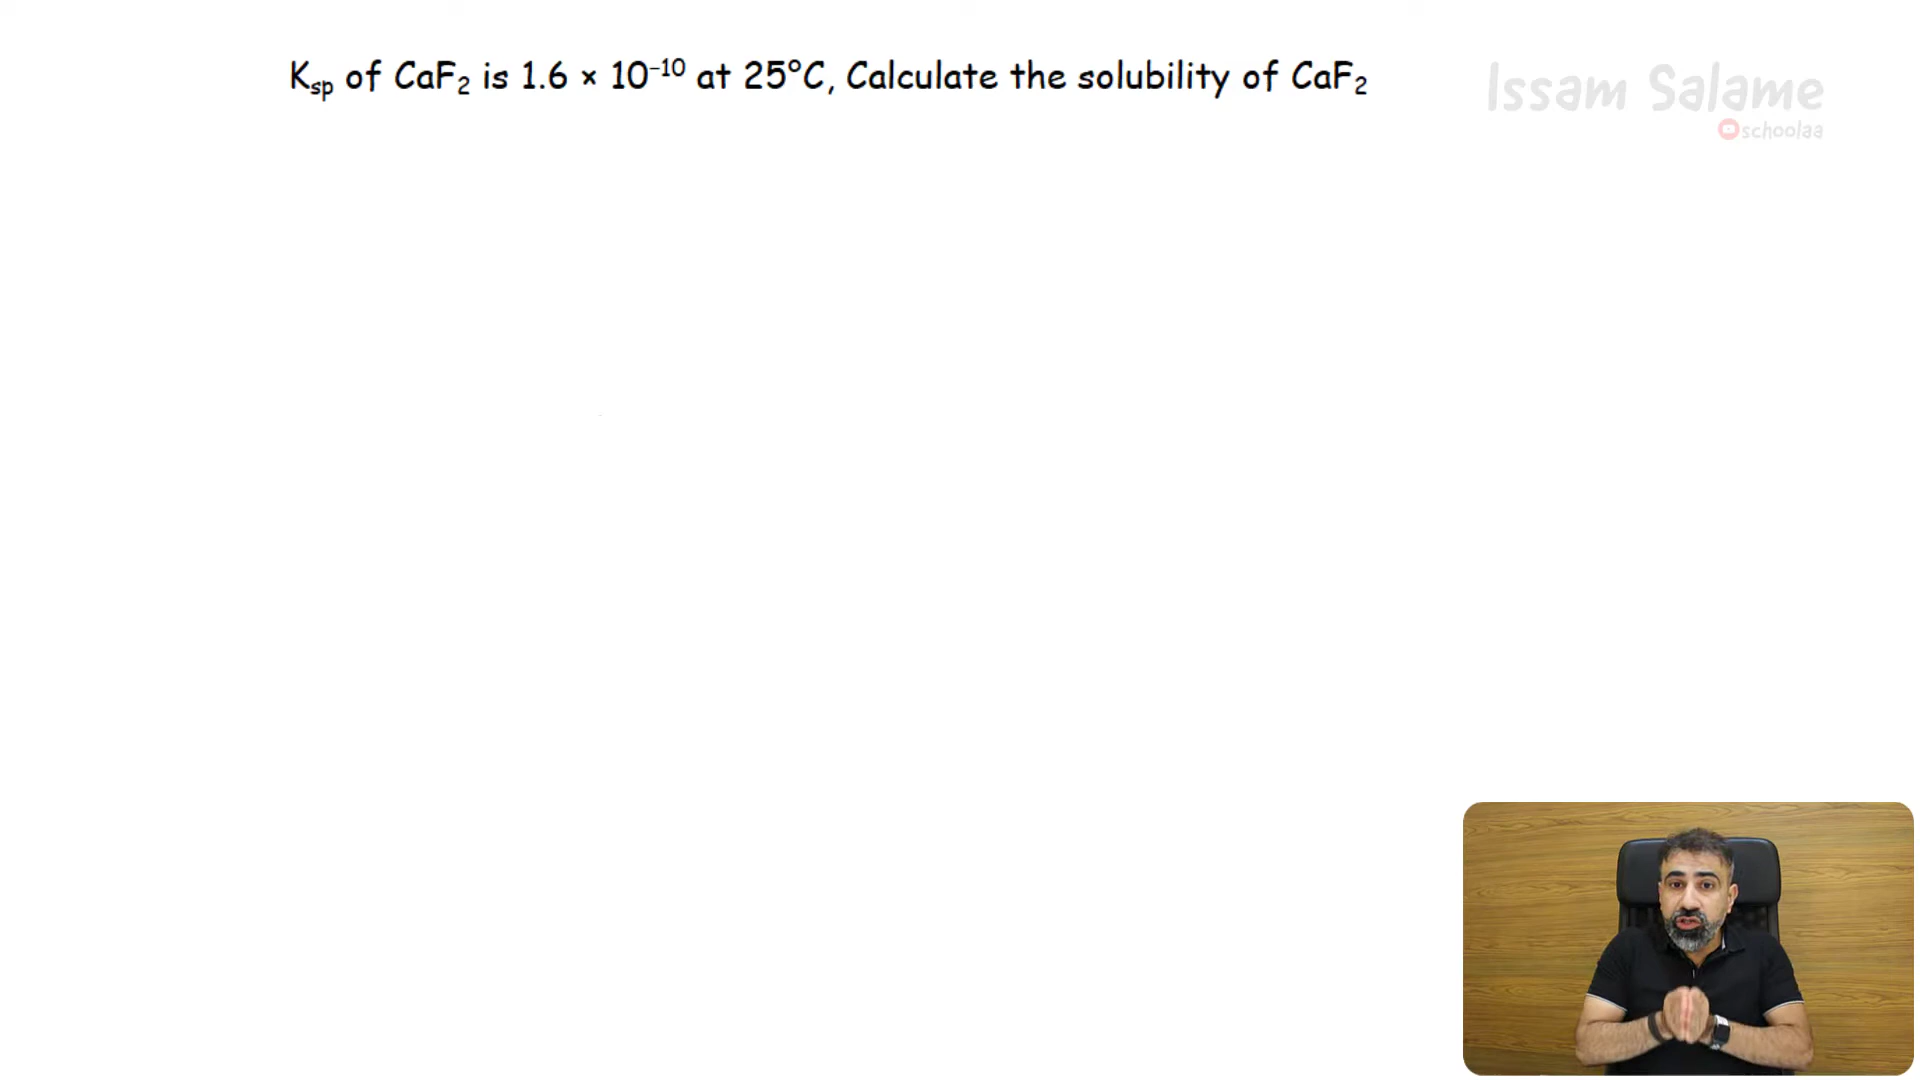 Ksp of CaF₂ is 1.6 × 10⁻¹⁰ at 25°C, Calculate the solubility of CaF₂
Issam Salame
schoolaa